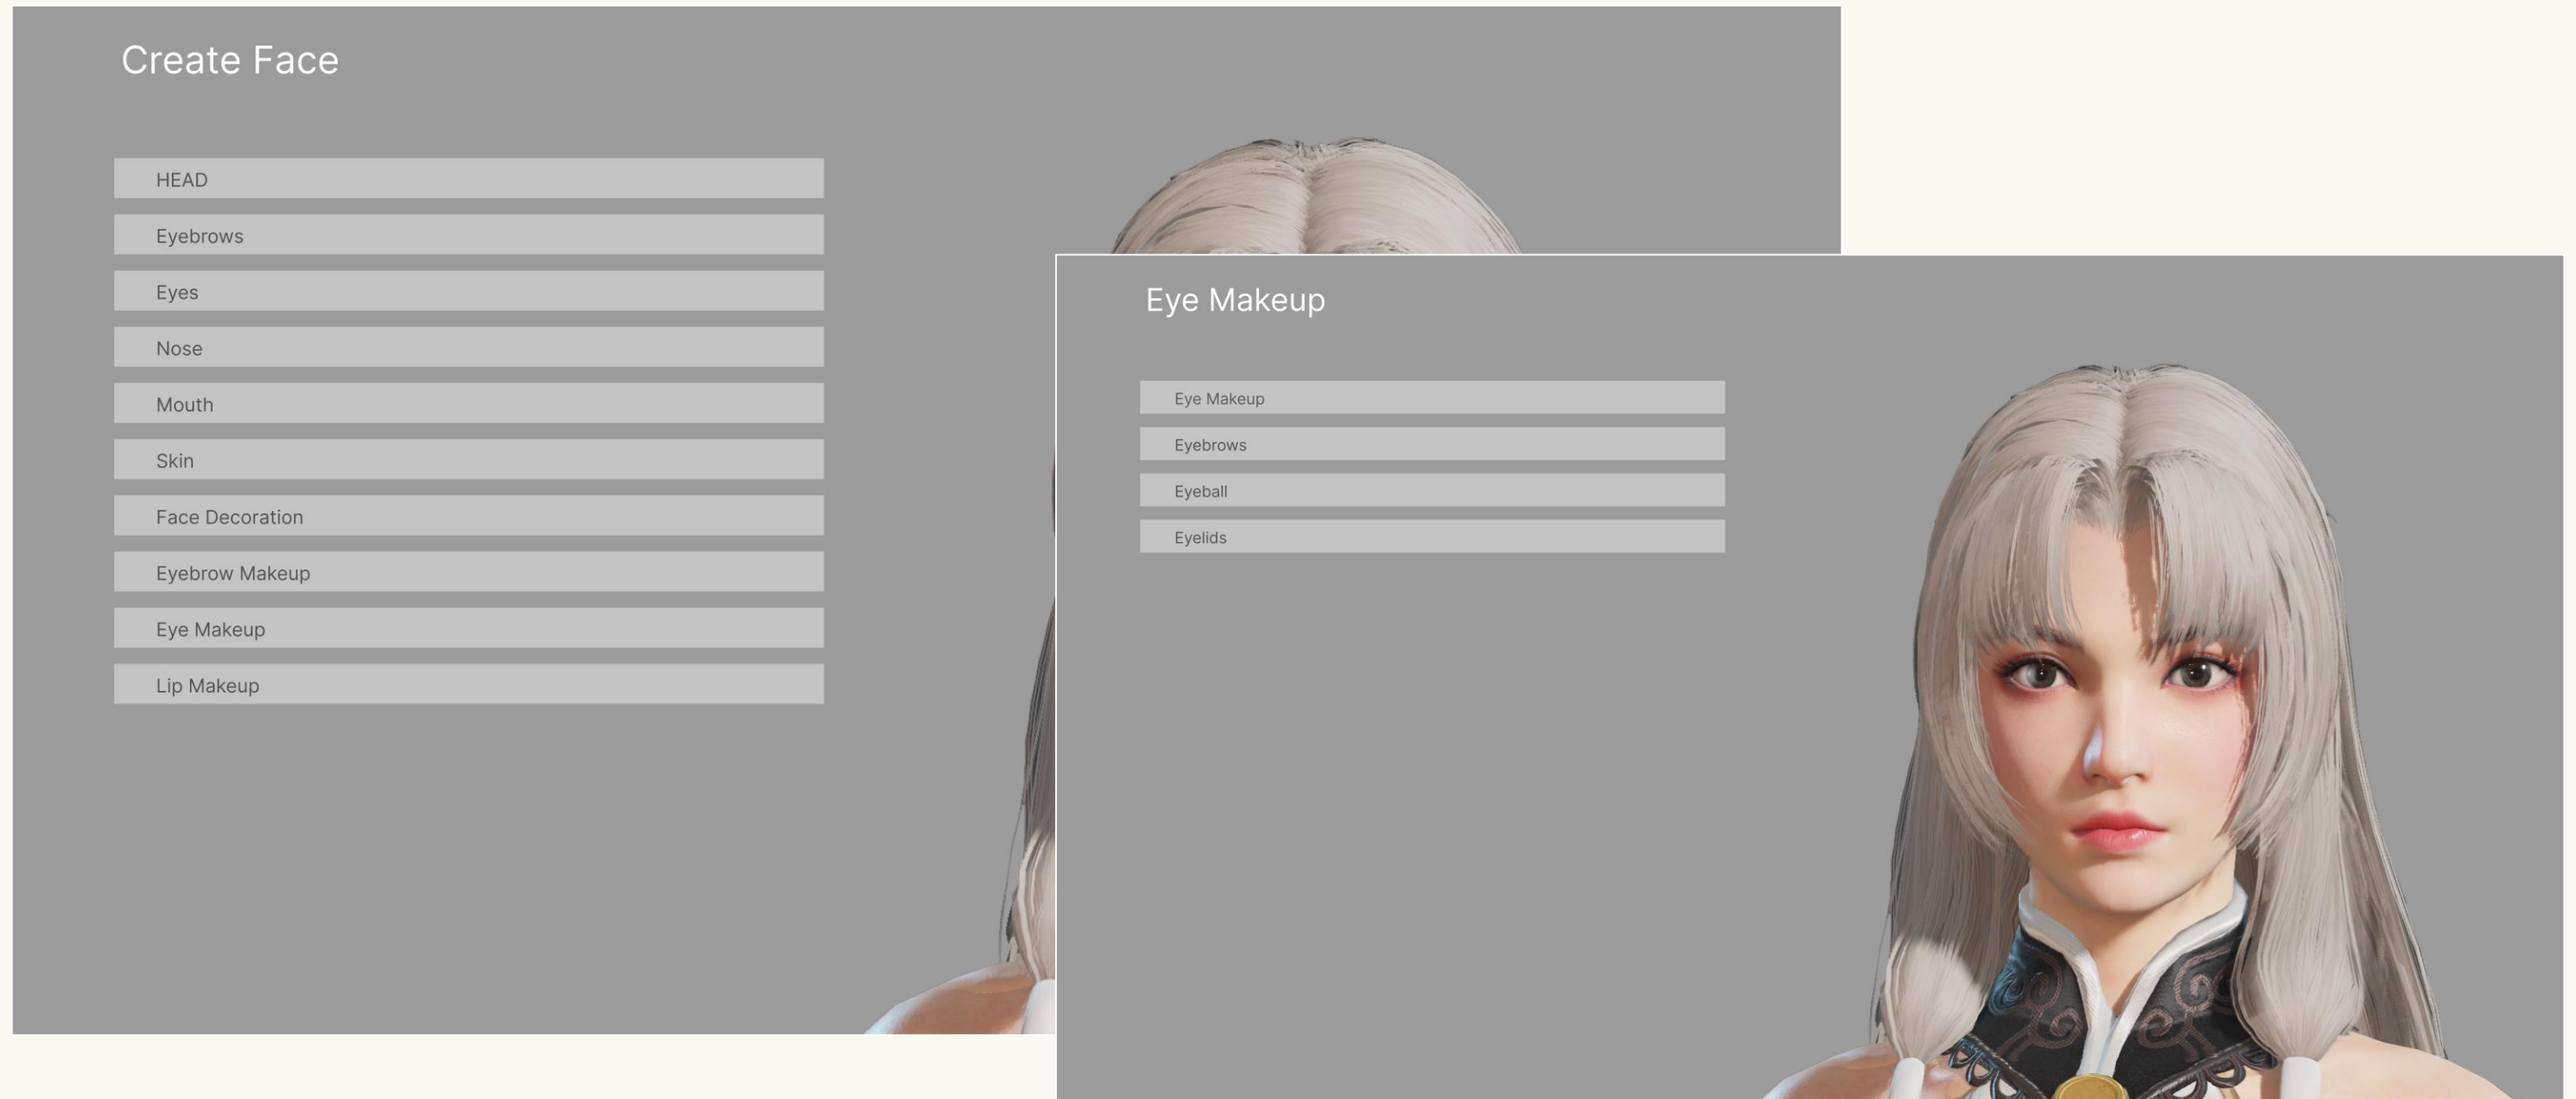 Create Face
HEAD
Eyebrows
Eyes
Nose
Mouth
Skin
Face Decoration
Eyebrow Makeup
Eye Makeup
Lip Makeup
Eye Makeup
Eye Makeup
Eyebrows
Eyeball
Eyelids